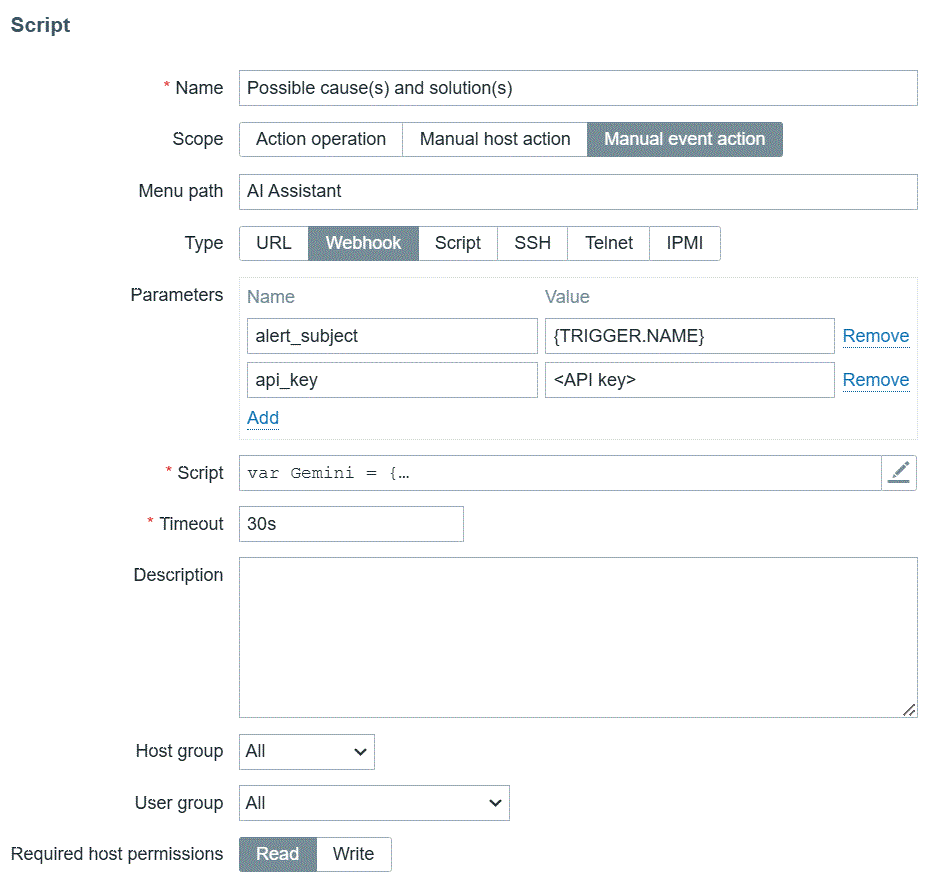 Script
* Name Possible cause(s) and solution(s)
Scope Action operation Manual host action Manual event action
Menu path AI Assistant
Type URL Webhook Script SSH Telnet IPMI
Parameters Name Value
alert_subject {TRIGGER.NAME} Remove
api_key <API key> Remove
Add
* Script var Gemini = {…
* Timeout 30s
Description
Host group All
User group All
Required host permissions Read Write